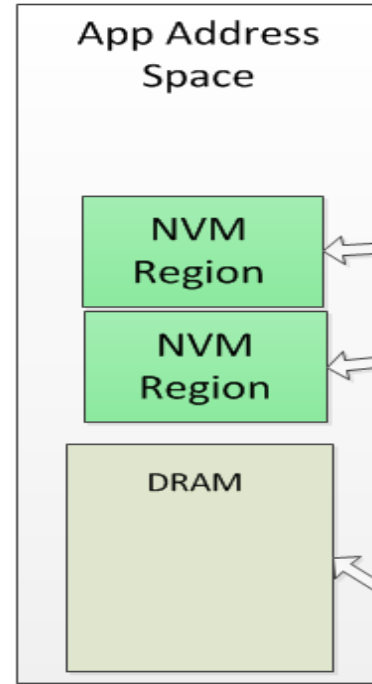 App Address
Space
NVM
Region
NVM
Region
DRAM